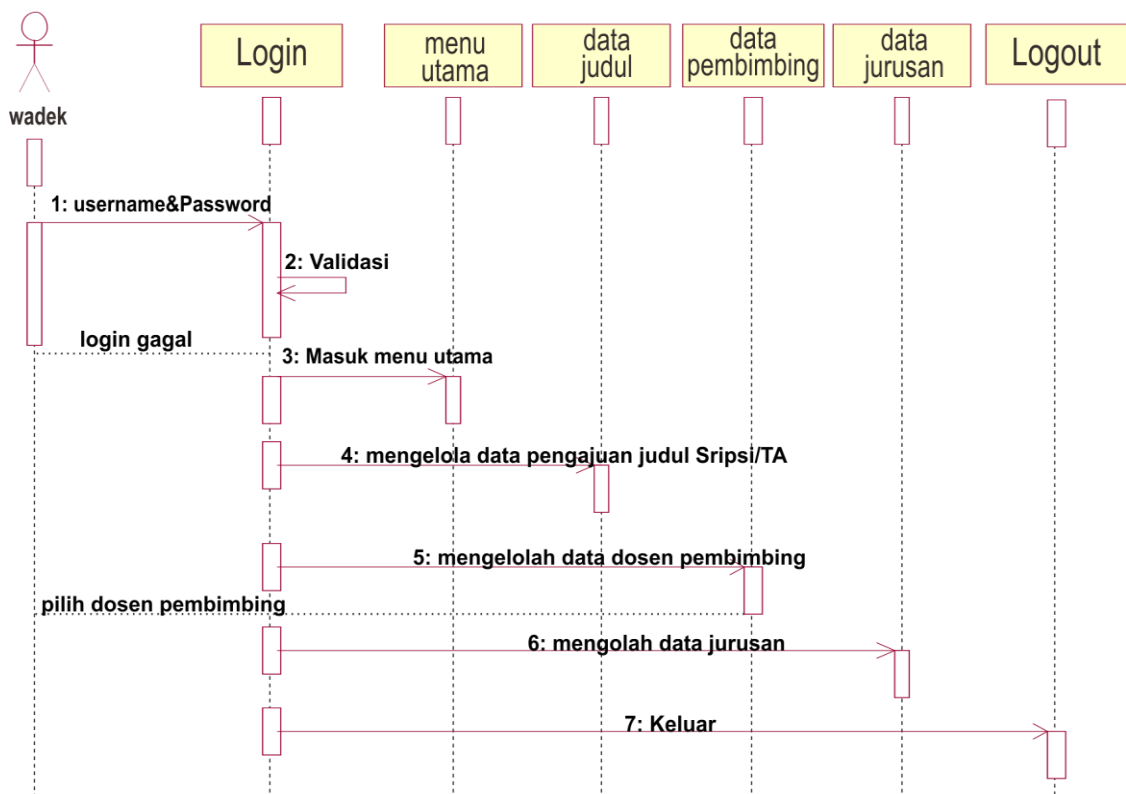 wadek
Login
menu
utama
data
judul
data
pembimbing
data
jurusan
Logout
1: username&Password
2: Validasi
login gagal
3: Masuk menu utama
4: mengelola data pengajuan judul Sripsi/TA
5: mengelolah data dosen pembimbing
pilih dosen pembimbing
6: mengolah data jurusan
7: Keluar